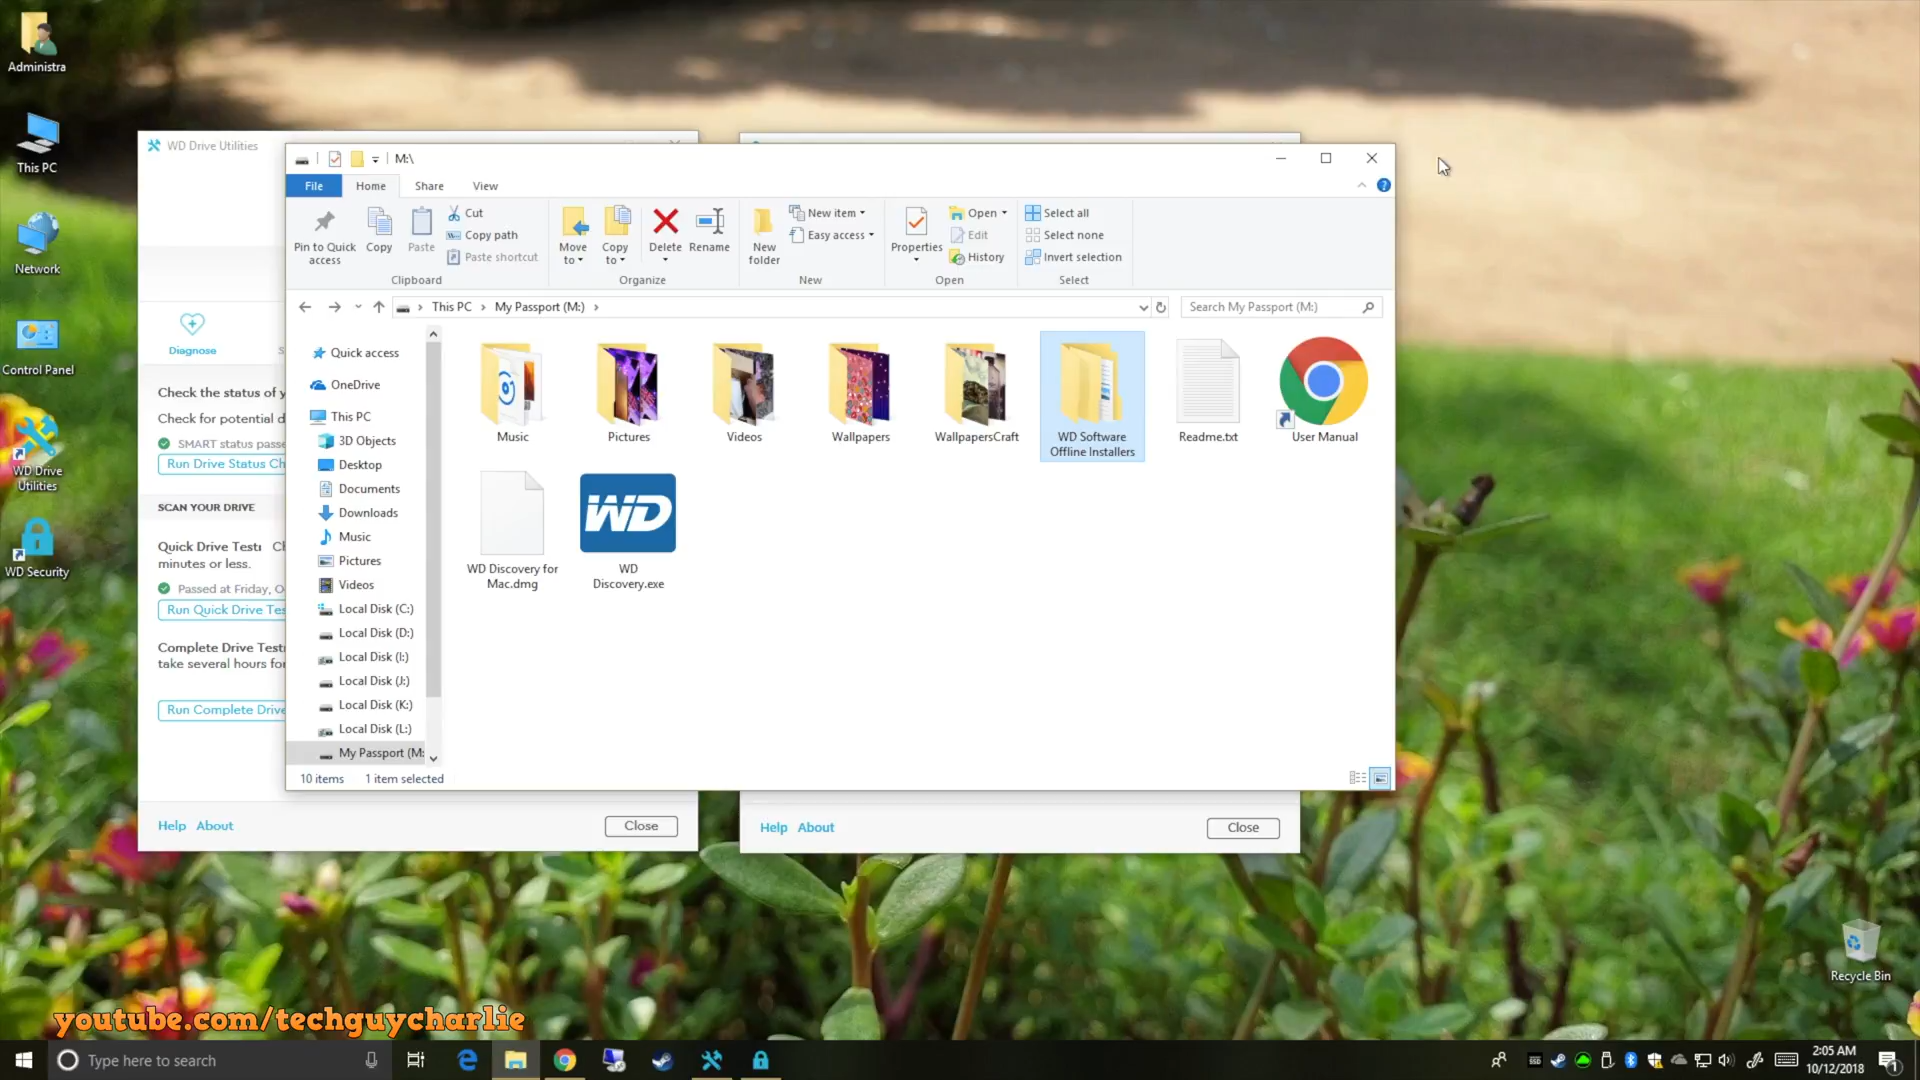 Administra
This PC
Network
Control Panel
WD Drive
Utilities
WD Security
WD Drive Utilities
Diagnose
Check the status of y
Check for potential d
SMART status passe
Run Drive Status Ch
SCAN YOUR DRIVE
Quick Drive Test: Ch
minutes or less.
Passed at Friday, O
Run Quick Drive Tes
Complete Drive Test:
take several hours for
Run Complete Drive
Help About
Close
M:\
File Home Share View
Pin to Quick
access
Copy
Paste
Cut
Copy path
Paste shortcut
Clipboard
Move
to
Copy
to
Delete
Rename
Organize
New
folder
New item
Easy access
New
Properties
Open
Edit
History
Open
Select all
Select none
Invert selection
Select
This PC > My Passport (M:) >
Search My Passport (M:)
Quick access
OneDrive
This PC
3D Objects
Desktop
Documents
Downloads
Music
Pictures
Videos
Local Disk (C:)
Local Disk (D:)
Local Disk (I:)
Local Disk (J:)
Local Disk (K:)
Local Disk (L:)
My Passport (M:
Music
Pictures
Videos
Wallpapers
WallpapersCraft
WD Software
Offline Installers
Readme.txt
User Manual
WD Discovery for
Mac.dmg
WD
WD
Discovery.exe
10 items 1 item selected
Help About
Close
Recycle Bin
youtube.com/techguycharlie
Type here to search
SSD
2:05 AM
10/12/2018
1